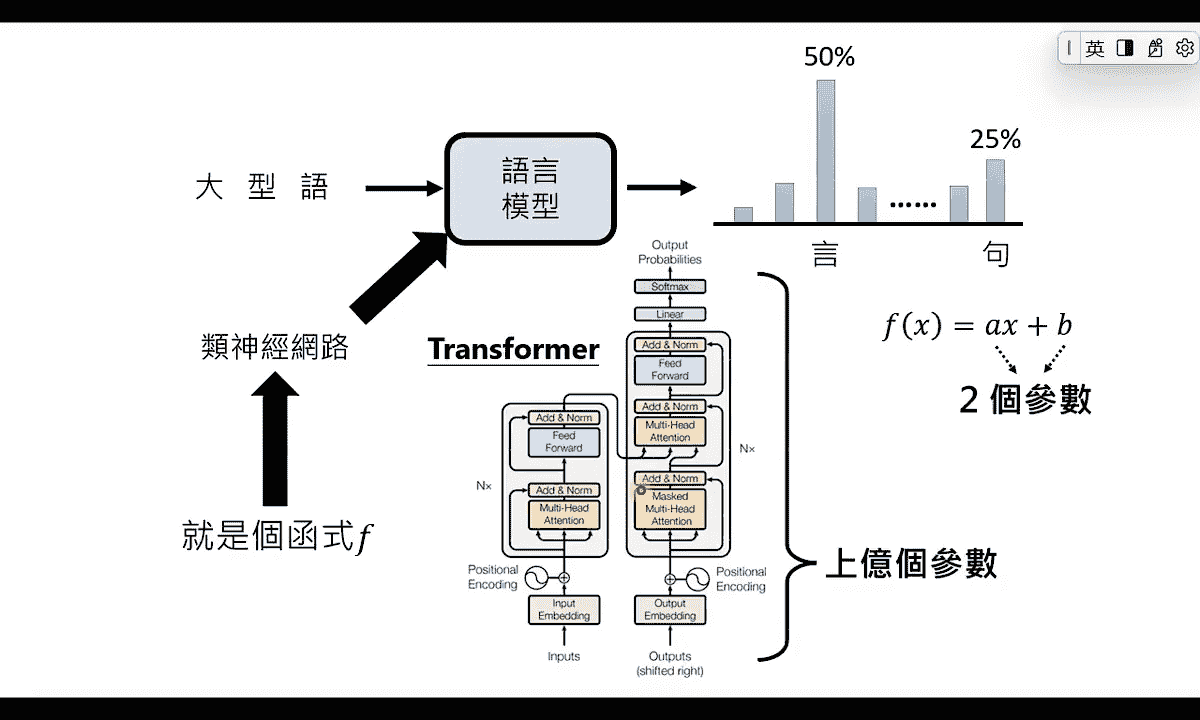 英
50%
25%
大 型 語
語言
模型
......
言
句
Output
Probabilities
Softmax
Linear
f(x) = ax + b
2 個參數
類神經網路
Transformer
Add & Norm
Feed
Forward
Add & Norm
Multi-Head
Attention
Nx
Add & Norm
Masked
Multi-Head
Attention
Add & Norm
Feed
Forward
Nx
Add & Norm
Multi-Head
Attention
就是個函式f
上億個參數
Positional
Encoding
Positional
Encoding
Input
Embedding
Output
Embedding
Inputs
Outputs
(shifted right)